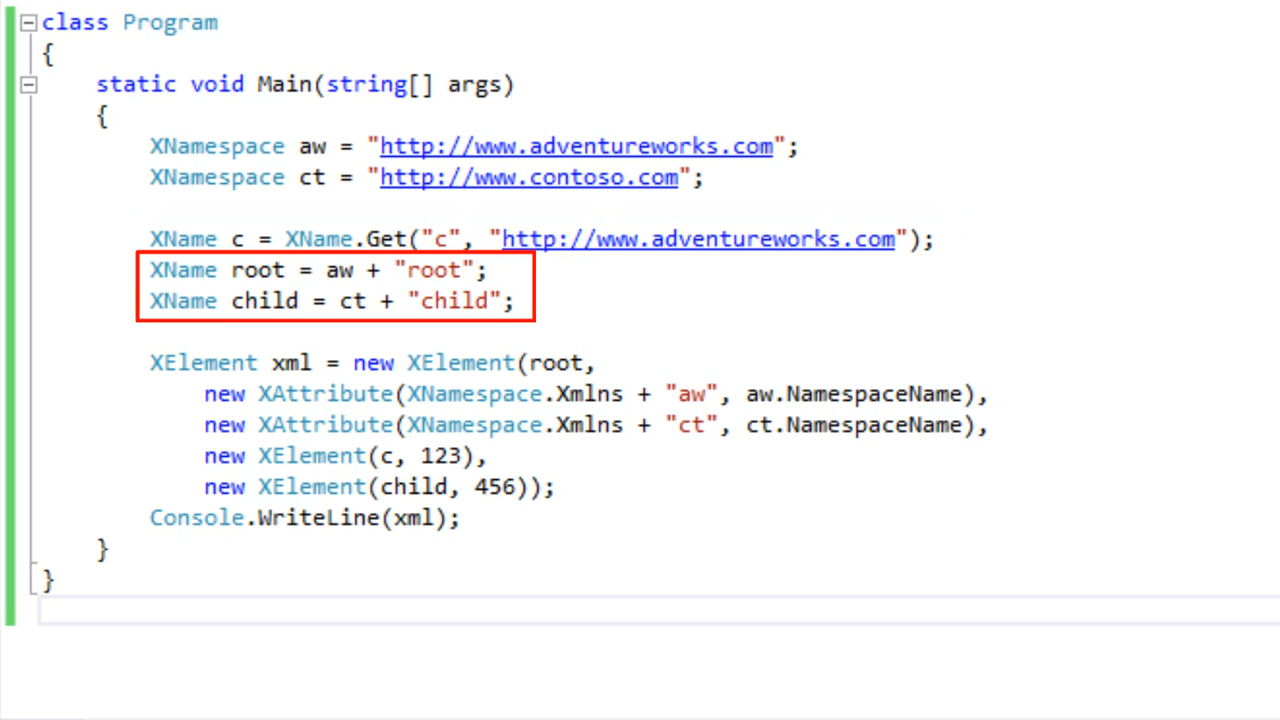 class Program
{
static void Main(string[] args)
{
XNamespace aw = "http://www.adventureworks.com";
XNamespace ct = "http://www.contoso.com";
XName c = XName.Get("c", "http://www.adventureworks.com");
XName root = aw + "root";
XName child = ct + "child";
XElement xml = new XElement(root,
new XAttribute(XNamespace.Xmlns + "aw", aw.NamespaceName),
new XAttribute(XNamespace.Xmlns + "ct", ct.NamespaceName),
new XElement(c, 123),
new XElement(child, 456));
Console.WriteLine(xml);
}
}